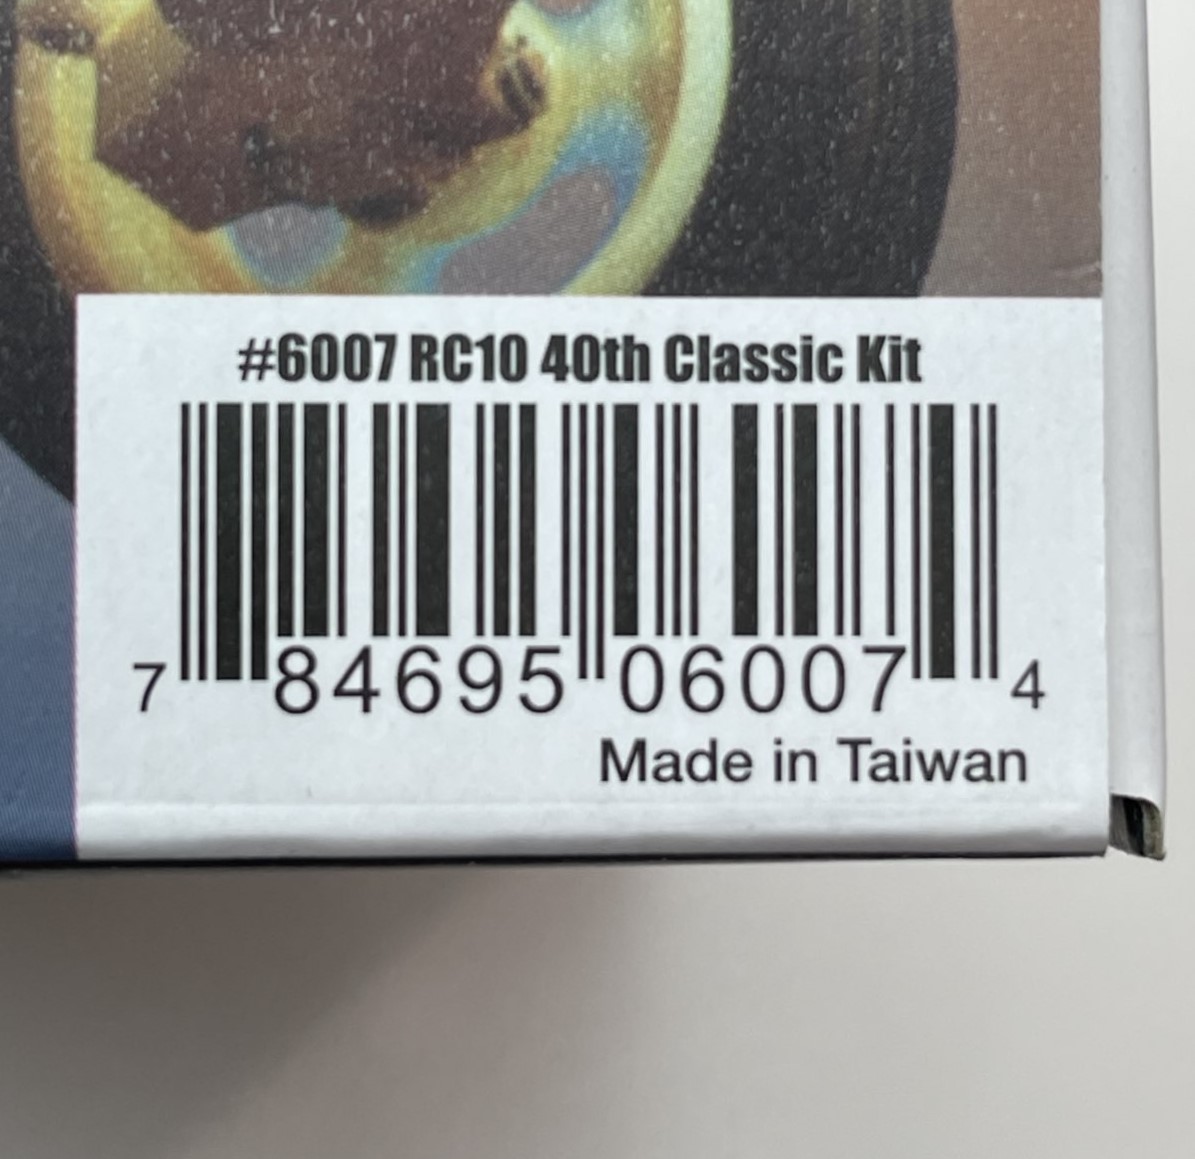 #6007 RC10 40th Classic Kit
7 84695 06007 4
Made in Taiwan